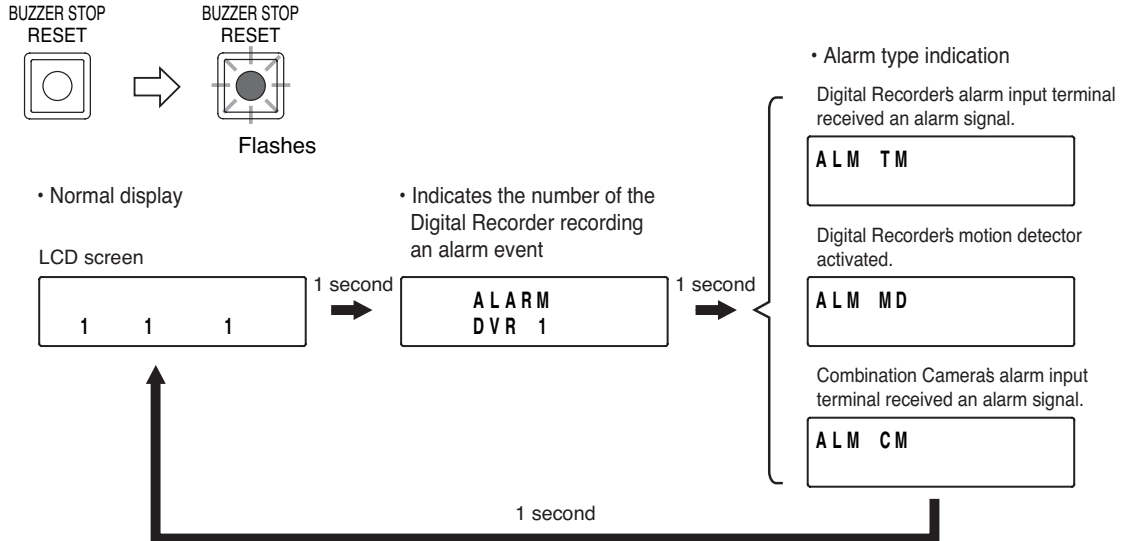 BUZZER STOP
RESET
BUZZER STOP
RESET
Flashes
• Normal display
LCD screen
1 1 1
1 second
• Indicates the number of the
Digital Recorder recording
an alarm event
ALARM
DVR 1
1 second
• Alarm type indication
Digital Recorder's alarm input terminal
received an alarm signal.
ALM TM
Digital Recorder's motion detector
activated.
ALM MD
Combination Camera's alarm input
terminal received an alarm signal.
ALM CM
1 second